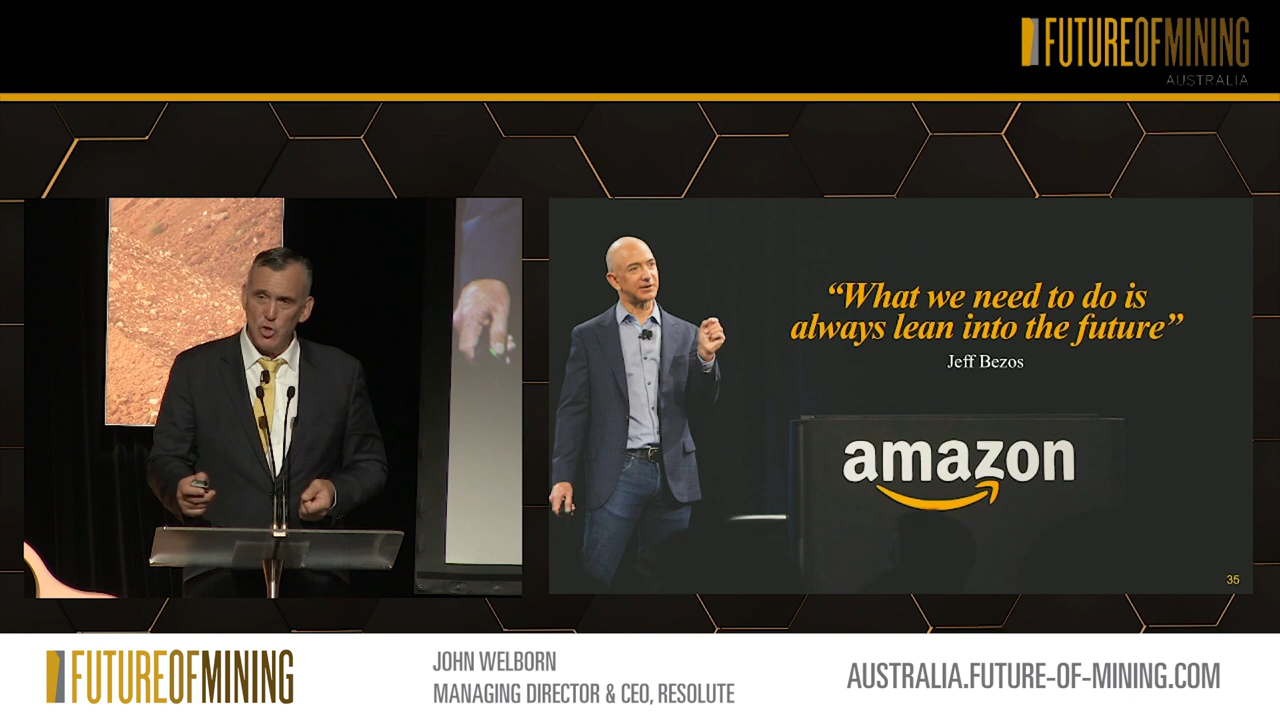 FUTUREOFMINING
AUSTRALIA
“What we need to do is
always lean into the future”
Jeff Bezos
amazon
35
FUTUREOFMINING
JOHN WELBORN
MANAGING DIRECTOR & CEO, RESOLUTE
AUSTRALIA.FUTURE-OF-MINING.COM